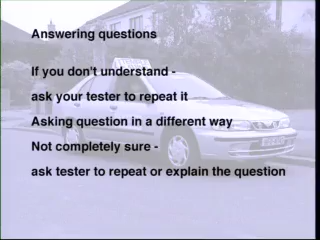 Answering questions
If you don't understand -
ask your tester to repeat it
Asking question in a different way
Not completely sure -
ask tester to repeat or explain the question